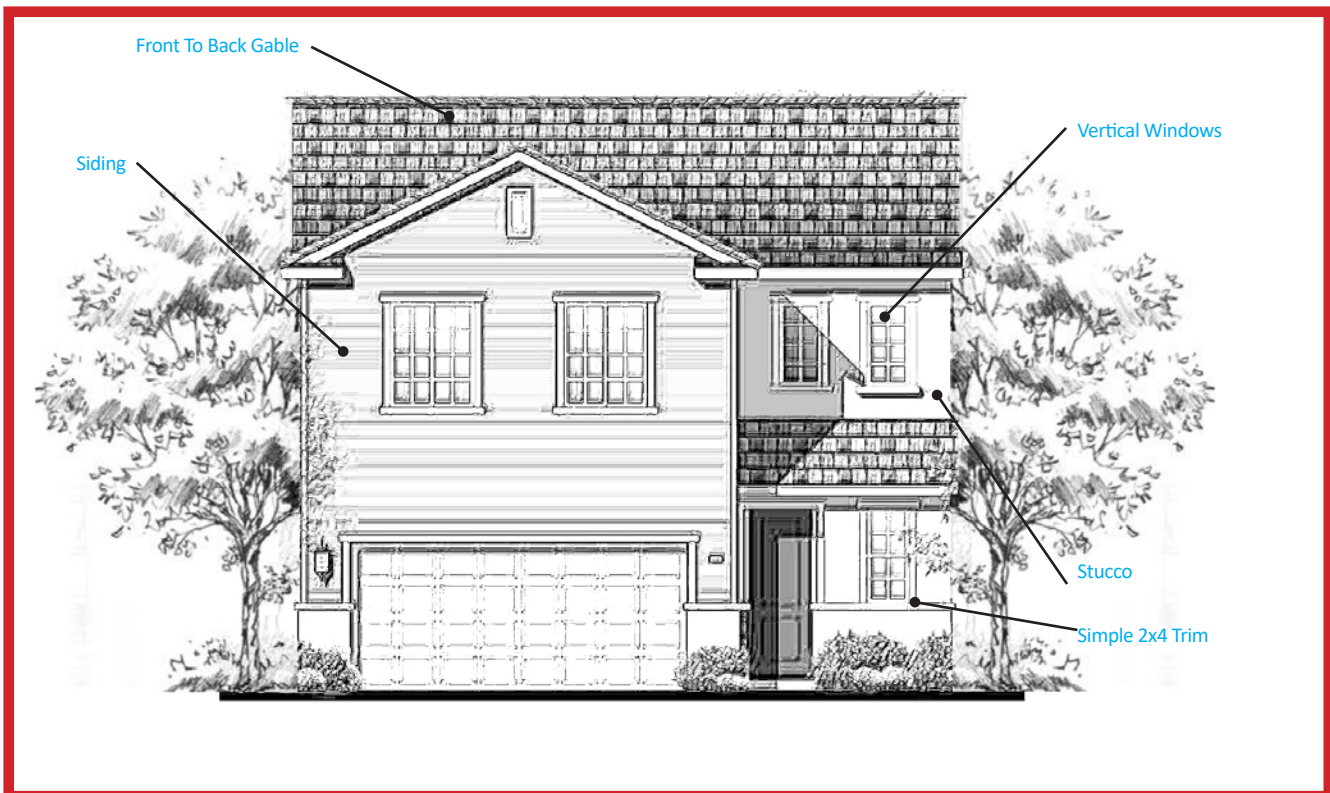 Front To Back Gable
Vertical Windows
Siding
Stucco
Simple 2x4 Trim